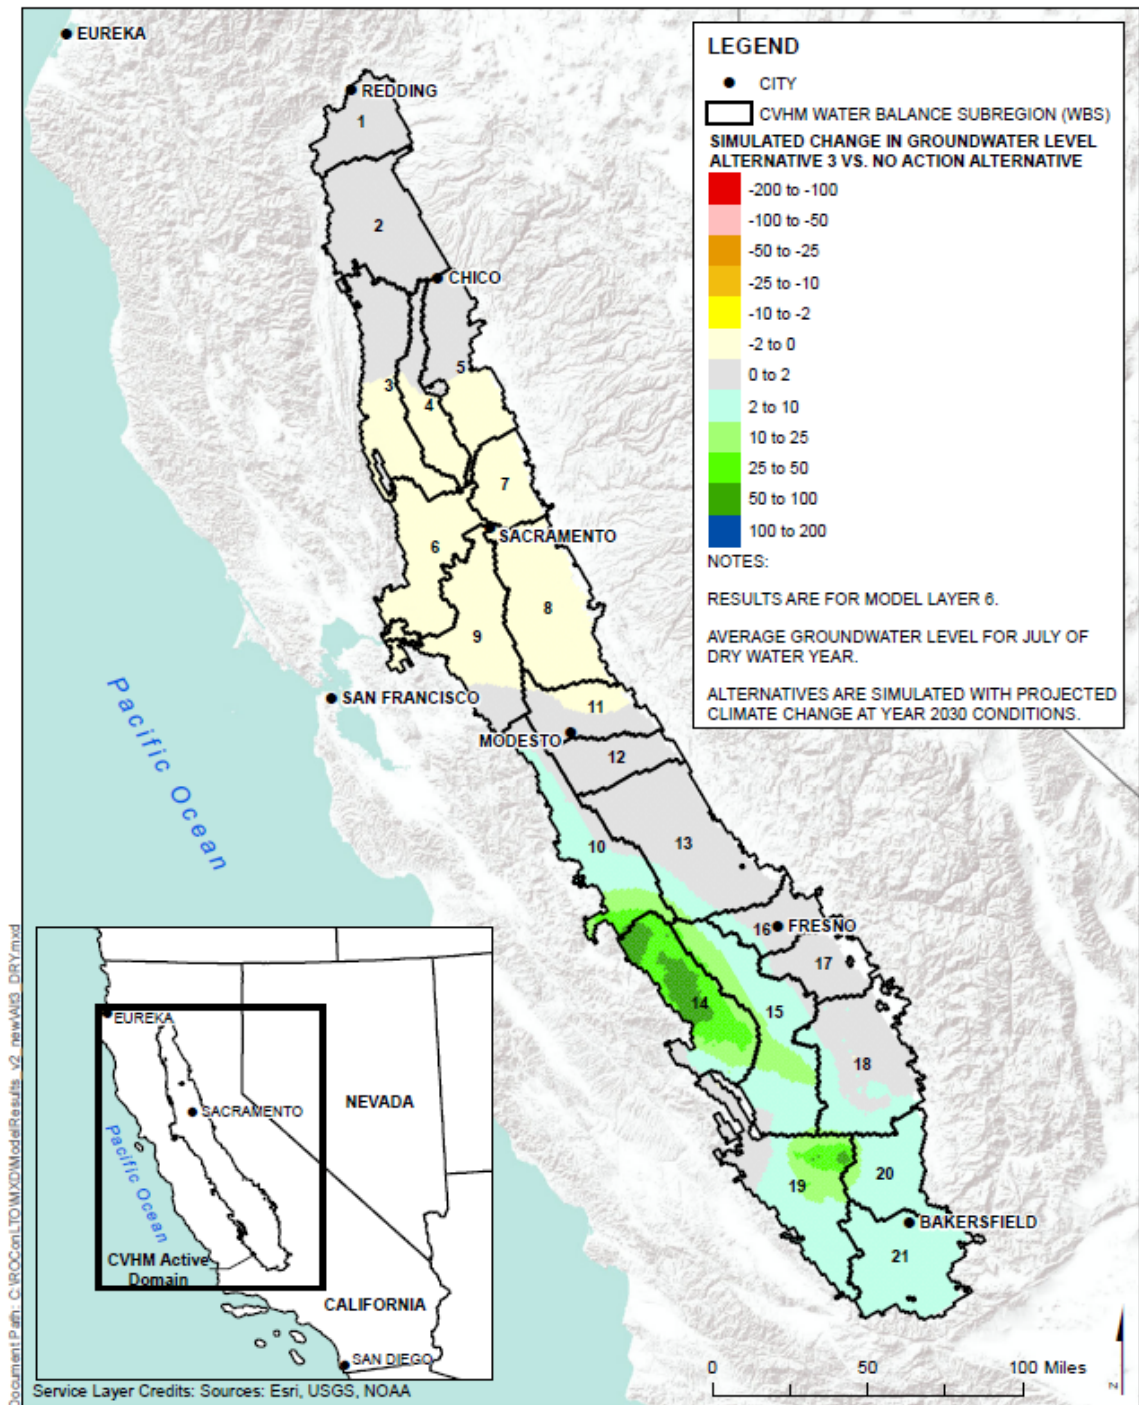 EUREKA
REDDING
1
2
CHICO
3
4
5
7
SACRAMENTO
6
8
9
SAN FRANCISCO
11
MODESTO
12
10
13
16
FRESNO
17
14
15
18
19
20
BAKERSFIELD
21
Pacific Ocean
LEGEND
CITY
CVHM WATER BALANCE SUBREGION (WBS)
SIMULATED CHANGE IN GROUNDWATER LEVEL
ALTERNATIVE 3 VS. NO ACTION ALTERNATIVE
-200 to -100
-100 to -50
-50 to -25
-25 to -10
-10 to -2
-2 to 0
0 to 2
2 to 10
10 to 25
25 to 50
50 to 100
100 to 200
NOTES:
RESULTS ARE FOR MODEL LAYER 6.
AVERAGE GROUNDWATER LEVEL FOR JULY OF
DRY WATER YEAR.
ALTERNATIVES ARE SIMULATED WITH PROJECTED
CLIMATE CHANGE AT YEAR 2030 CONDITIONS.
EUREKA
SACRAMENTO
NEVADA
Pacific Ocean
CVHM Active
Domain
CALIFORNIA
SAN DIEGO
0 50 100 Miles
N
Service Layer Credits: Sources: Esri, USGS, NOAA